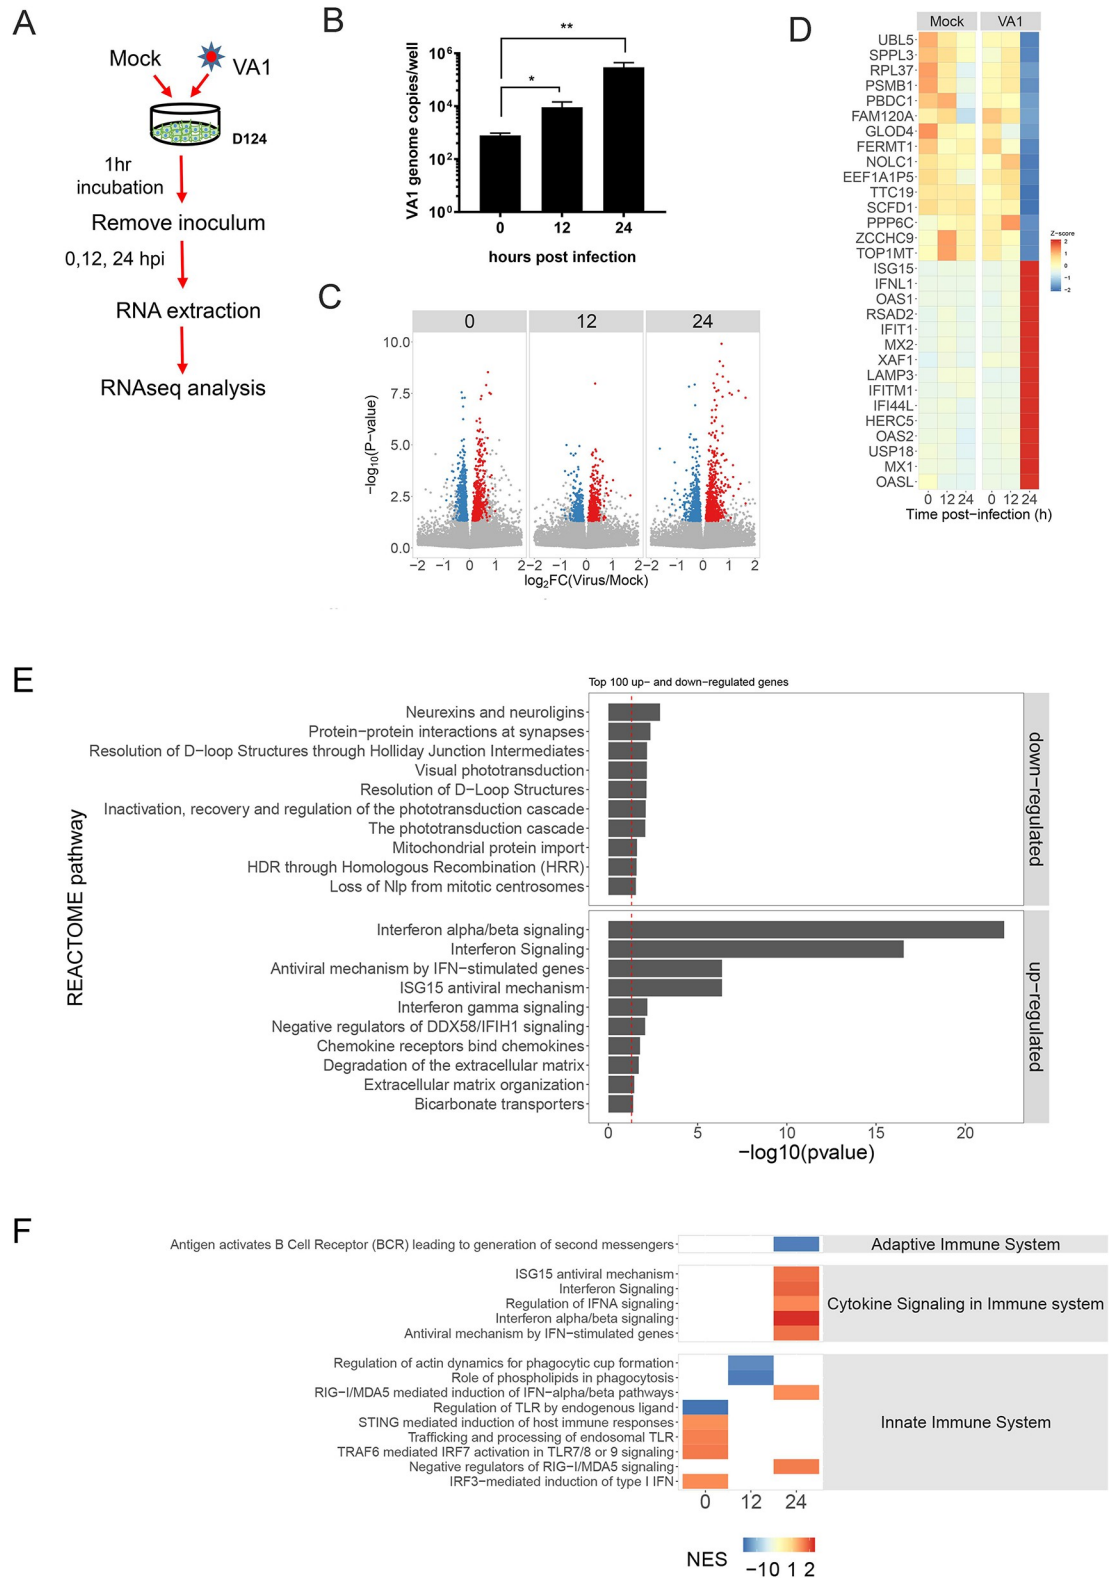 A
Mock
VA1
D124
1hr
incubation
Remove inoculum
0,12, 24 hpi
RNA extraction
RNAseq analysis
B
**
*
VA1 genome copies/well
10⁶
10⁴
10²
10⁰
0 12 24
hours post infection
C
0 12 24
−log₁₀(P−value)
10.0
7.5
5.0
2.5
0.0
−2 −1 0 1 2 −2 −1 0 1 2 −2 −1 0 1 2
log₂FC(Virus/Mock)
D
Mock VA1
UBL5
SPPL3
RPL37
PSMB1
PBDC1
FAM120A
GLOD4
FERMT1
NOLC1
EEF1A1P5
TTC19
SCFD1
PPP6C
ZCCHC9
TOP1MT
ISG15
IFNL1
OAS1
RSAD2
IFIT1
MX2
XAF1
LAMP3
IFITM1
IFI44L
HERC5
OAS2
USP18
MX1
OASL
0 12 24 0 12 24
Time post−infection (h)
Z−score
2
1
0
−1
−2
E
Top 100 up− and down−regulated genes
REACTOME pathway
Neurexins and neuroligins
Protein−protein interactions at synapses
Resolution of D−loop Structures through Holliday Junction Intermediates
Visual phototransduction
Resolution of D−Loop Structures
Inactivation, recovery and regulation of the phototransduction cascade
The phototransduction cascade
Mitochondrial protein import
HDR through Homologous Recombination (HRR)
Loss of Nlp from mitotic centrosomes
down−regulated
Interferon alpha/beta signaling
Interferon Signaling
Antiviral mechanism by IFN−stimulated genes
ISG15 antiviral mechanism
Interferon gamma signaling
Negative regulators of DDX58/IFIH1 signaling
Chemokine receptors bind chemokines
Degradation of the extracellular matrix
Extracellular matrix organization
Bicarbonate transporters
up−regulated
0 5 10 15 20
−log10(pvalue)
F
Antigen activates B Cell Receptor (BCR) leading to generation of second messengers
Adaptive Immune System
ISG15 antiviral mechanism
Interferon Signaling
Regulation of IFNA signaling
Interferon alpha/beta signaling
Antiviral mechanism by IFN−stimulated genes
Cytokine Signaling in Immune system
Regulation of actin dynamics for phagocytic cup formation
Role of phospholipids in phagocytosis
RIG−I/MDA5 mediated induction of IFN−alpha/beta pathways
Regulation of TLR by endogenous ligand
STING mediated induction of host immune responses
Trafficking and processing of endosomal TLR
TRAF6 mediated IRF7 activation in TLR7/8 or 9 signaling
Negative regulators of RIG−I/MDA5 signaling
IRF3−mediated induction of type I IFN
Innate Immune System
0 12 24
NES
−10 1 2